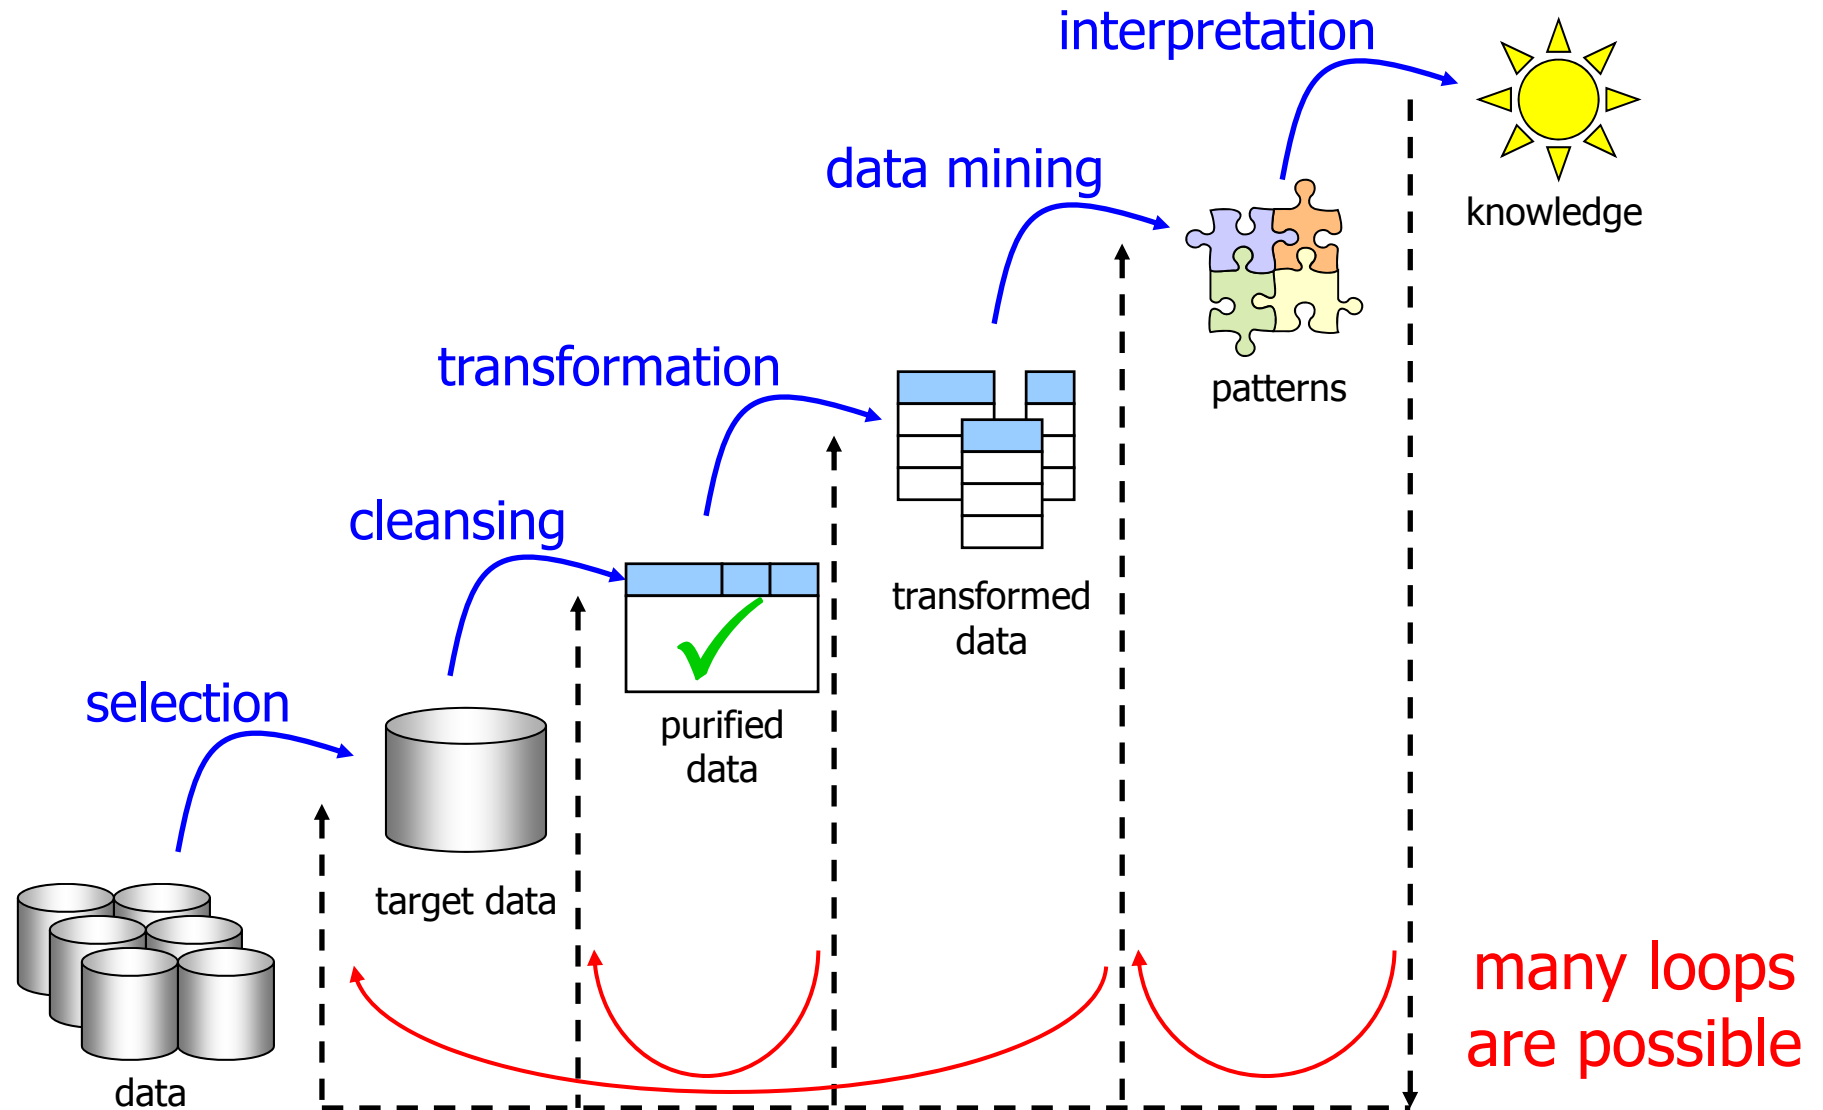 interpretation
knowledge
data mining
patterns
transformation
transformed
data
cleansing
purified
data
selection
target data
data
many loops
are possible